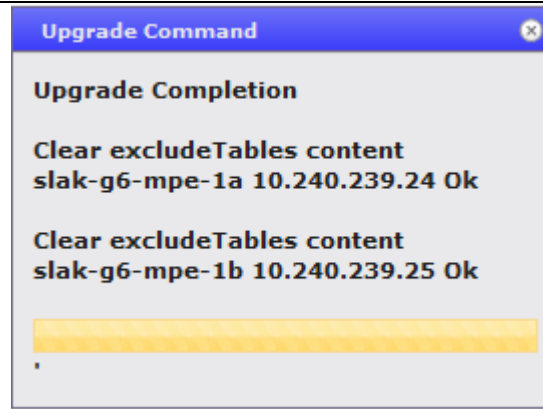 Upgrade Command
Upgrade Completion
Clear excludeTables content
slak-g6-mpe-1a 10.240.239.24 Ok
Clear excludeTables content
slak-g6-mpe-1b 10.240.239.25 Ok